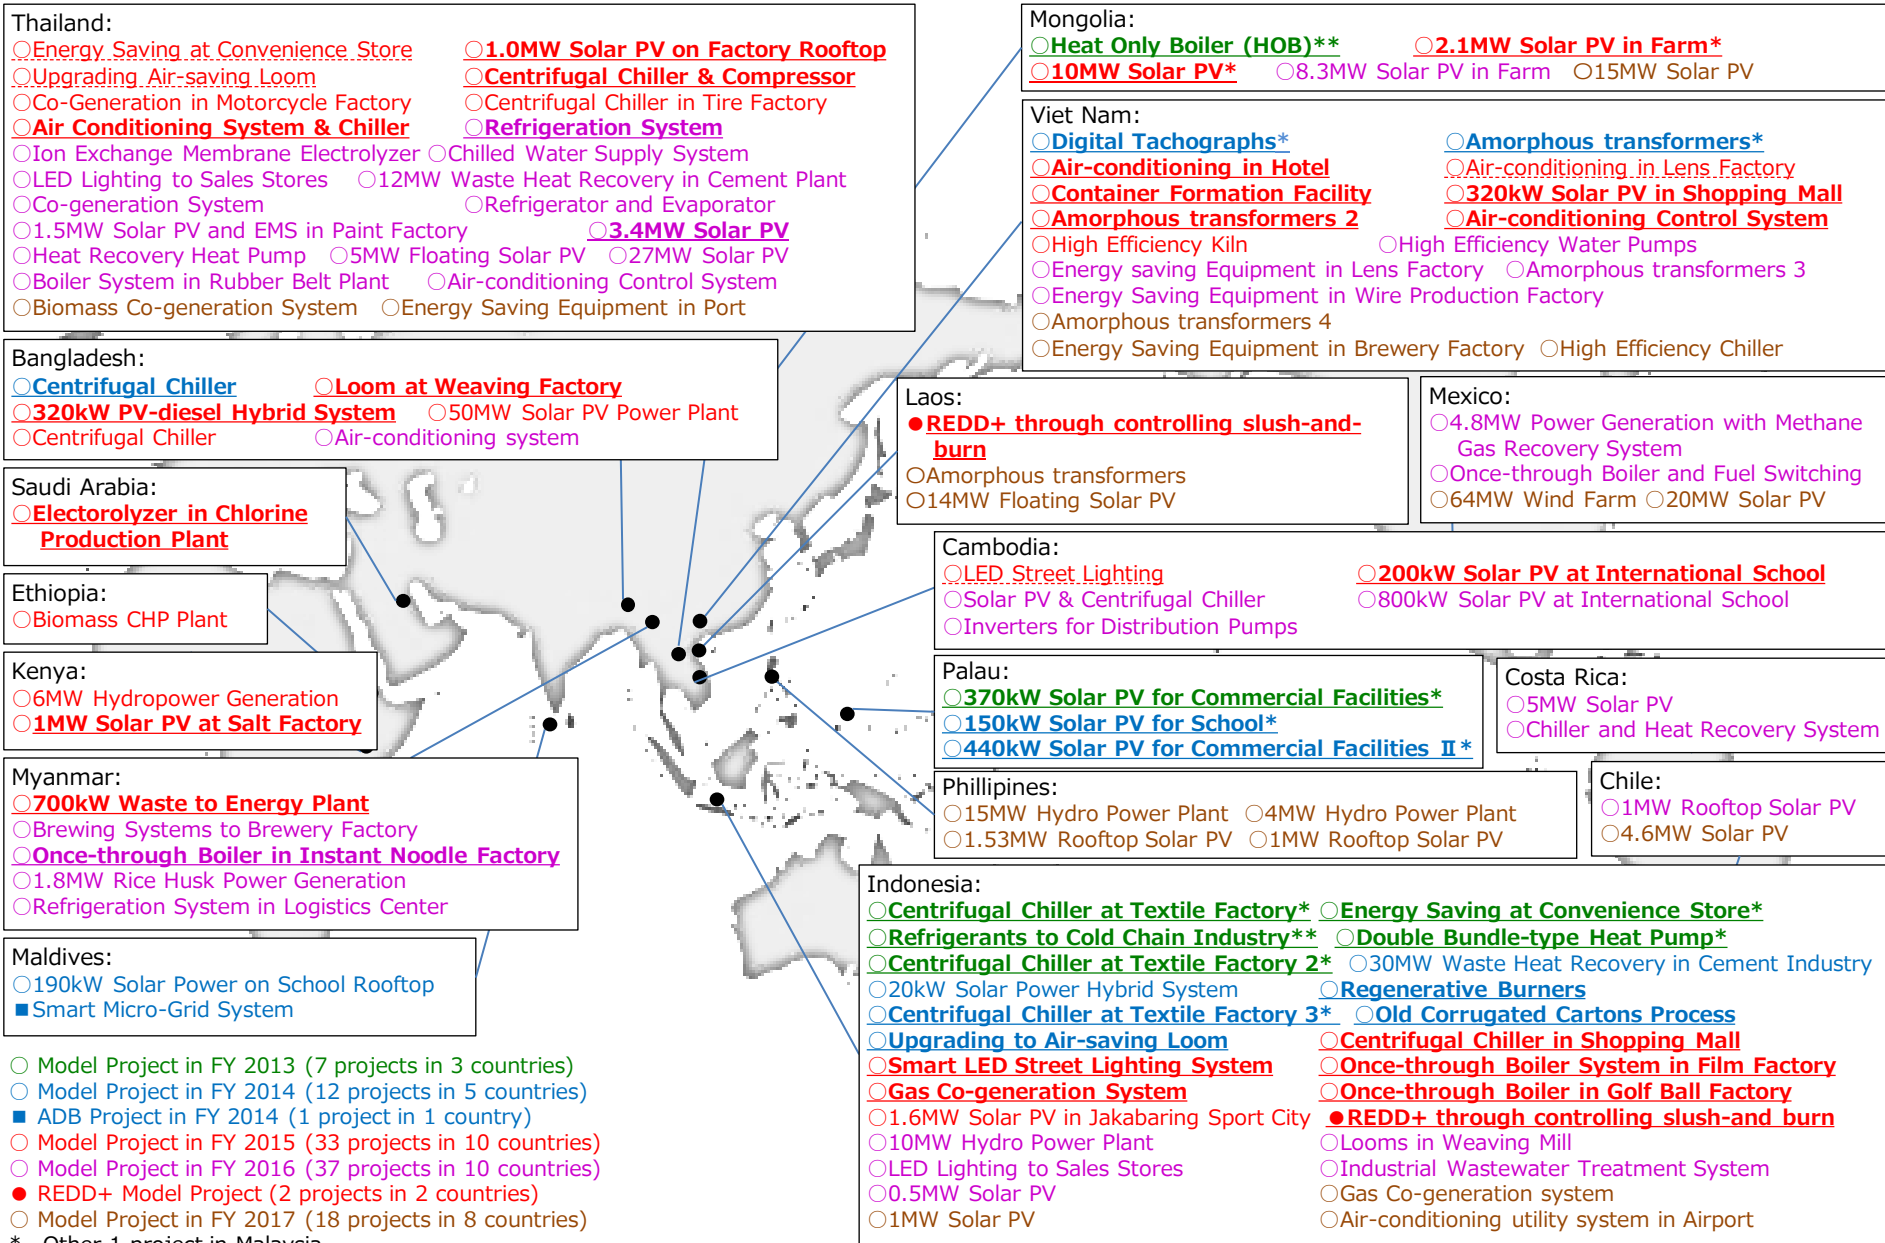 Thailand:
○Energy Saving at Convenience Store ○1.0MW Solar PV on Factory Rooftop
○Upgrading Air-saving Loom ○Centrifugal Chiller & Compressor
○Co-Generation in Motorcycle Factory ○Centrifugal Chiller in Tire Factory
○Air Conditioning System & Chiller ○Refrigeration System
○Ion Exchange Membrane Electrolyzer ○Chilled Water Supply System
○LED Lighting to Sales Stores ○12MW Waste Heat Recovery in Cement Plant
○Co-generation System ○Refrigerator and Evaporator
○1.5MW Solar PV and EMS in Paint Factory ○3.4MW Solar PV
○Heat Recovery Heat Pump ○5MW Floating Solar PV ○27MW Solar PV
○Boiler System in Rubber Belt Plant ○Air-conditioning Control System
○Biomass Co-generation System ○Energy Saving Equipment in Port
Mongolia:
○Heat Only Boiler (HOB)** ○2.1MW Solar PV in Farm*
○10MW Solar PV* ○8.3MW Solar PV in Farm ○15MW Solar PV
Viet Nam:
○Digital Tachographs* ○Amorphous transformers*
○Air-conditioning in Hotel ○Air-conditioning in Lens Factory
○Container Formation Facility ○320kW Solar PV in Shopping Mall
○Amorphous transformers 2 ○Air-conditioning Control System
○High Efficiency Kiln ○High Efficiency Water Pumps
○Energy saving Equipment in Lens Factory ○Amorphous transformers 3
○Energy Saving Equipment in Wire Production Factory
○Amorphous transformers 4
○Energy Saving Equipment in Brewery Factory ○High Efficiency Chiller
Bangladesh:
○Centrifugal Chiller ○Loom at Weaving Factory
○320kW PV-diesel Hybrid System ○50MW Solar PV Power Plant
○Centrifugal Chiller ○Air-conditioning system
Laos:
●REDD+ through controlling slush-and-
burn
○Amorphous transformers
○14MW Floating Solar PV
Mexico:
○4.8MW Power Generation with Methane
Gas Recovery System
○Once-through Boiler and Fuel Switching
○64MW Wind Farm ○20MW Solar PV
Saudi Arabia:
○Electorolyzer in Chlorine
Production Plant
Cambodia:
○LED Street Lighting ○200kW Solar PV at International School
○Solar PV & Centrifugal Chiller ○800kW Solar PV at International School
○Inverters for Distribution Pumps
Ethiopia:
○Biomass CHP Plant
Kenya:
○6MW Hydropower Generation
○1MW Solar PV at Salt Factory
Palau:
○370kW Solar PV for Commercial Facilities*
○150kW Solar PV for School*
○440kW Solar PV for Commercial Facilities Ⅱ*
Costa Rica:
○5MW Solar PV
○Chiller and Heat Recovery System
Myanmar:
○700kW Waste to Energy Plant
○Brewing Systems to Brewery Factory
○Once-through Boiler in Instant Noodle Factory
○1.8MW Rice Husk Power Generation
○Refrigeration System in Logistics Center
Phillipines:
○15MW Hydro Power Plant ○4MW Hydro Power Plant
○1.53MW Rooftop Solar PV ○1MW Rooftop Solar PV
Chile:
○1MW Rooftop Solar PV
○4.6MW Solar PV
Maldives:
○190kW Solar Power on School Rooftop
■Smart Micro-Grid System
Indonesia:
○Centrifugal Chiller at Textile Factory* ○Energy Saving at Convenience Store*
○Refrigerants to Cold Chain Industry** ○Double Bundle-type Heat Pump*
○Centrifugal Chiller at Textile Factory 2* ○30MW Waste Heat Recovery in Cement Industry
○20kW Solar Power Hybrid System ○Regenerative Burners
○Centrifugal Chiller at Textile Factory 3* ○Old Corrugated Cartons Process
○Upgrading to Air-saving Loom ○Centrifugal Chiller in Shopping Mall
○Smart LED Street Lighting System ○Once-through Boiler System in Film Factory
○Gas Co-generation System ○Once-through Boiler in Golf Ball Factory
○1.6MW Solar PV in Jakabaring Sport City ●REDD+ through controlling slush-and burn
○10MW Hydro Power Plant ○Looms in Weaving Mill
○LED Lighting to Sales Stores ○Industrial Wastewater Treatment System
○0.5MW Solar PV ○Gas Co-generation system
○1MW Solar PV ○Air-conditioning utility system in Airport
○ Model Project in FY 2013 (7 projects in 3 countries)
○ Model Project in FY 2014 (12 projects in 5 countries)
■ ADB Project in FY 2014 (1 project in 1 country)
○ Model Project in FY 2015 (33 projects in 10 countries)
○ Model Project in FY 2016 (37 projects in 10 countries)
● REDD+ Model Project (2 projects in 2 countries)
○ Model Project in FY 2017 (18 projects in 8 countries)
* Other 1 project in Malaysia